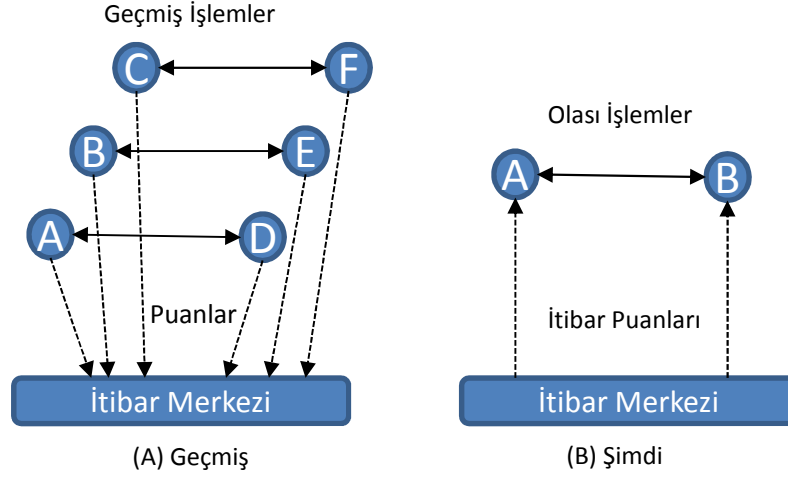 Geçmiş İşlemler
C F
B E
A D
Puanlar
İtibar Merkezi
(A) Geçmiş
Olası İşlemler
A B
İtibar Puanları
İtibar Merkezi
(B) Şimdi